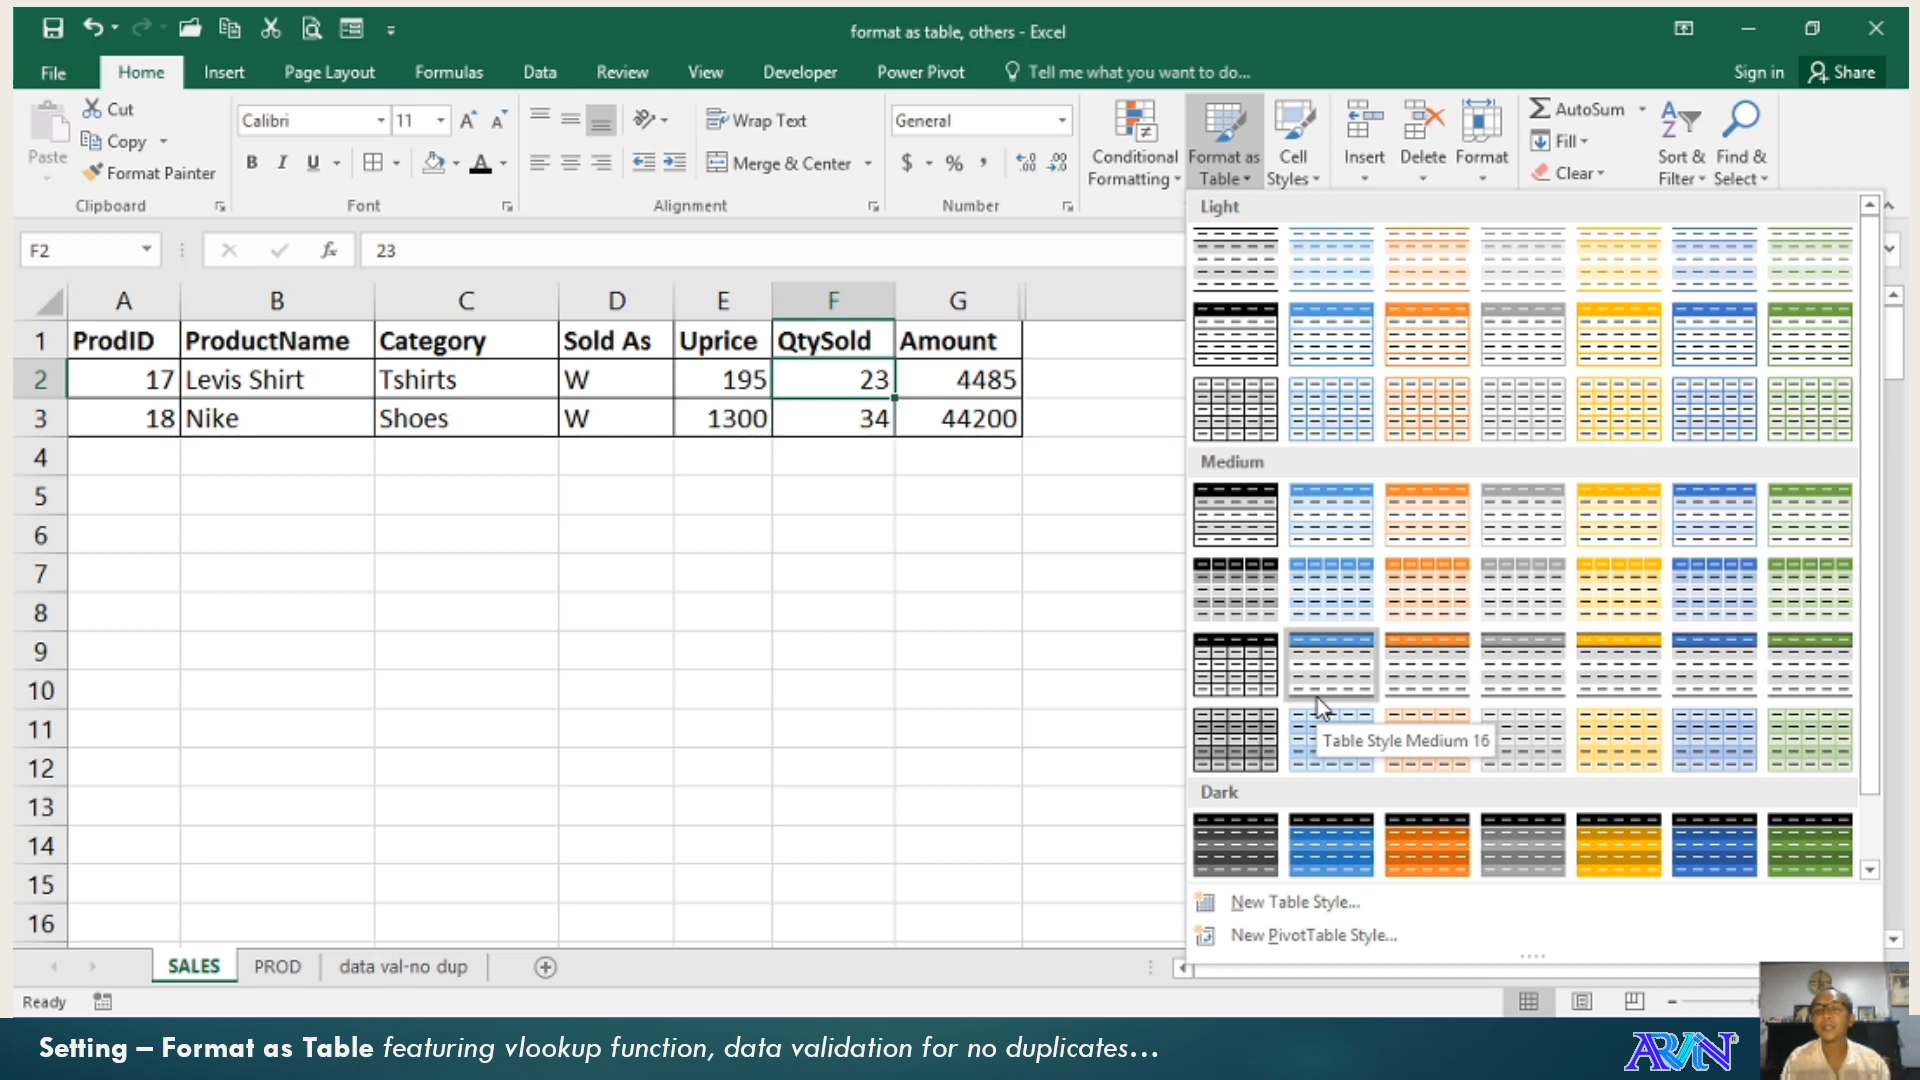 format as table, others - Excel
File Home Insert Page Layout Formulas Data Review View Developer Power Pivot Tell me what you want to do... Sign in Share
Cut
Copy
Format Painter
Paste
Clipboard
Calibri 11
B I U
Font
Wrap Text
Merge & Center
Alignment
General
$ %
Number
Conditional Formatting
Format as Table
Cell Styles
Insert
Delete
Format
AutoSum
Fill
Clear
Sort & Filter
Find & Select
F2 fx 23
A B C D E F G
1 ProdID ProductName Category Sold As Uprice QtySold Amount
2 17 Levis Shirt Tshirts W 195 23 4485
3 18 Nike Shoes W 1300 34 44200
4
5
6
7
8
9
10
11
12
13
14
15
16
Light
Medium
Table Style Medium 16
Dark
New Table Style...
New PivotTable Style...
SALES PROD data val-no dup
Ready
Setting – Format as Table featuring vlookup function, data validation for no duplicates...
ARVIN